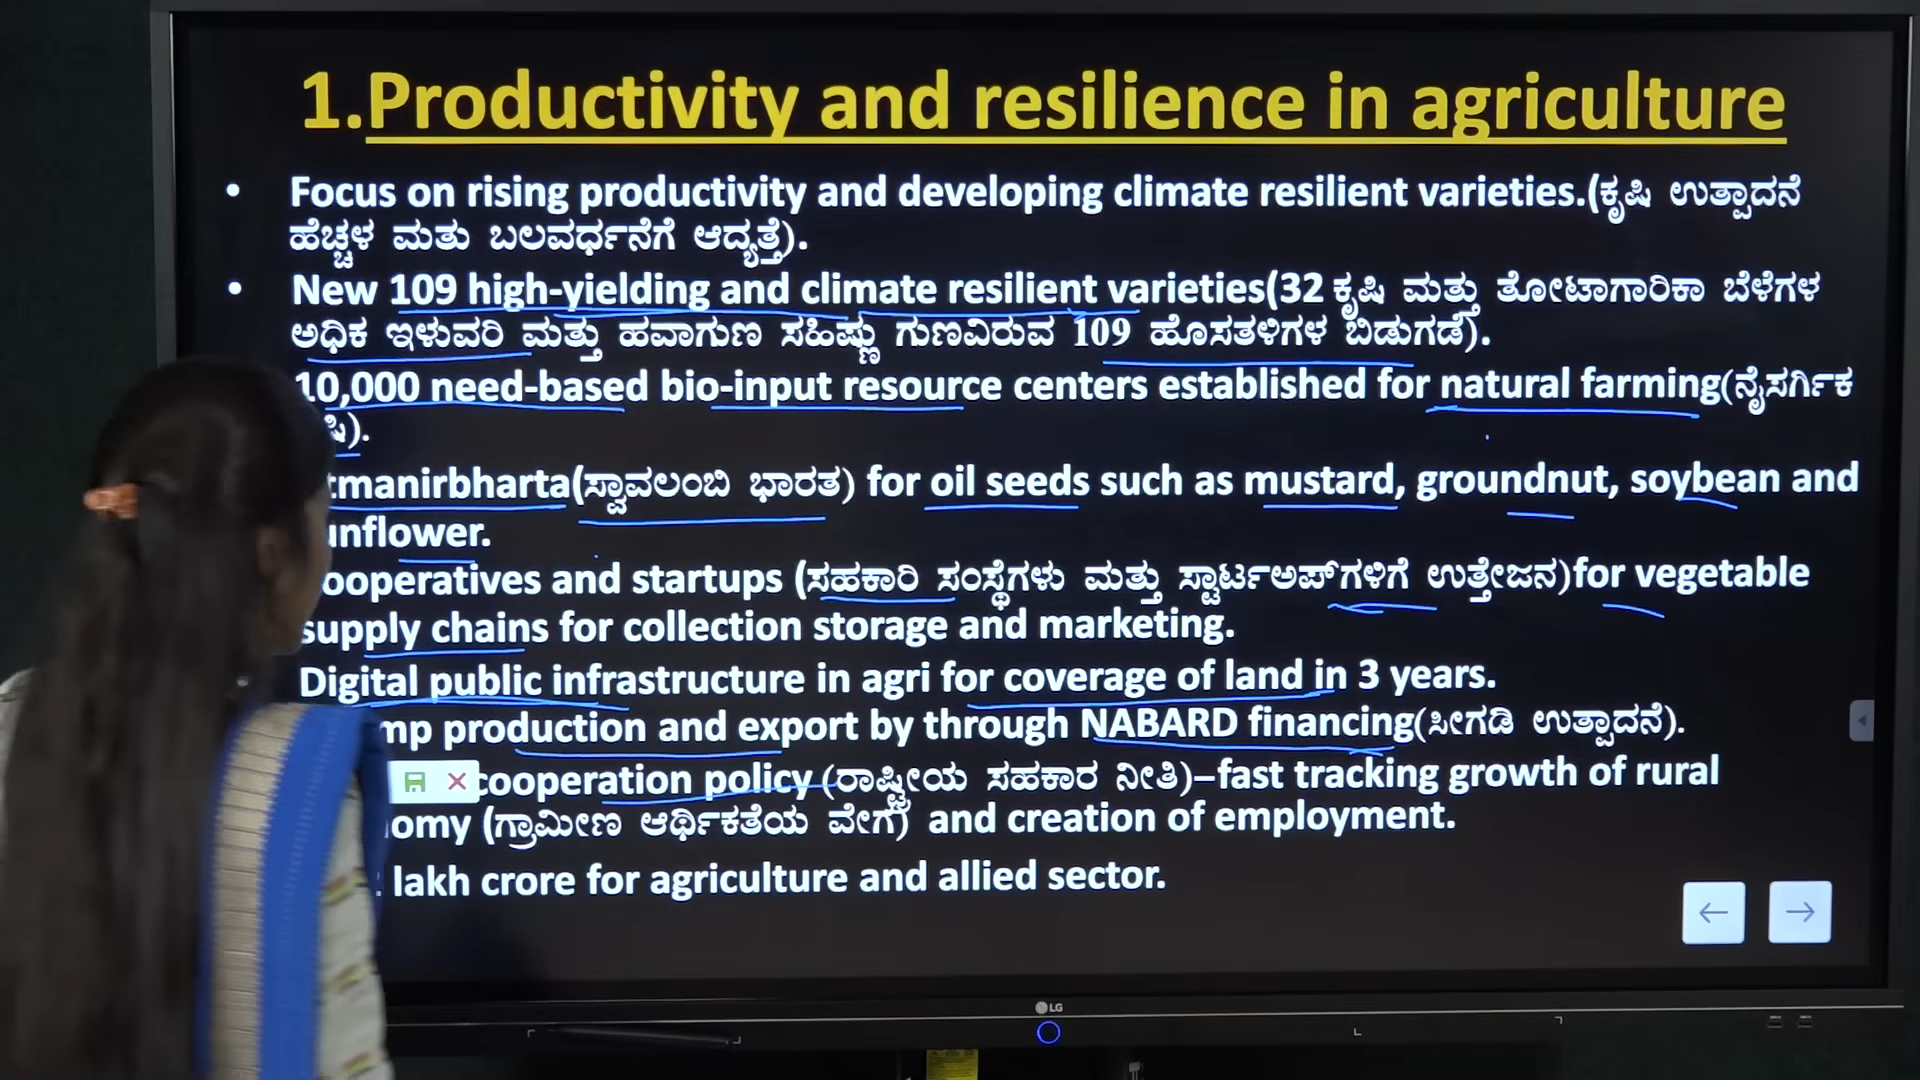 1.Productivity and resilience in agriculture
• Focus on rising productivity and developing climate resilient varieties.(ಕೃಷಿ ಉತ್ಪಾದನೆ
ಹೆಚ್ಚಳ ಮತು ಬಲವರ್ಧನೆಗೆ ಆದ್ಯತ್ತೆ).
• New 109 high-yielding and climate resilient varieties(32 ಕೃಷಿ ಮತ್ತು ತೋಟಾಗಾರಿಕಾ ಬೆಳೆಗಳ
ಅಧಿಕ ಇಳುವರಿ ಮತ್ತು ಹವಾಗುಣ ಸಹಿಷ್ಣು ಗುಣವಿರುವ 109 ಹೊಸತಳಿಗಳ ಬಿಡುಗಡೆ).
10,000 need-based bio-input resource centers established for natural farming(ನೈಸರ್ಗಿಕ
ಷಿ).
tmanirbharta(ಸ್ವಾವಲಂಬಿ ಭಾರತ) for oil seeds such as mustard, groundnut, soybean and
unflower.
ooperatives and startups (ಸಹಕಾರಿ ಸಂಸ್ಥೆಗಳು ಮತ್ತು ಸ್ಟಾರ್ಟಅಪ್‌ಗಳಿಗೆ ಉತ್ತೇಜನ)for vegetable
supply chains for collection storage and marketing.
Digital public infrastructure in agri for coverage of land in 3 years.
mp production and export by through NABARD financing(ಸೀಗಡಿ ಉತ್ಪಾದನೆ).
cooperation policy (ರಾಷ್ಟ್ರೀಯ ಸಹಕಾರ ನೀತಿ)–fast tracking growth of rural
omy (ಗ್ರಾಮೀಣ ಆರ್ಥಿಕತೆಯ ವೇಗ) and creation of employment.
lakh crore for agriculture and allied sector.
LG